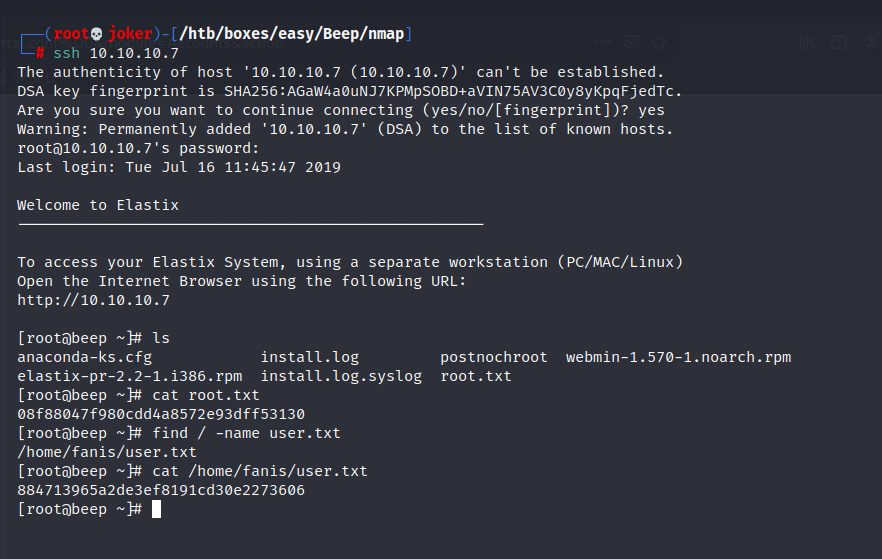 ┌──(root💀joker)-[/htb/boxes/easy/Beep/nmap]
└─# ssh 10.10.10.7
The authenticity of host '10.10.10.7 (10.10.10.7)' can't be established.
DSA key fingerprint is SHA256:AGaW4a0uNJ7KPMpSOBD+aVIN75AV3C0y8yKpqFjedTc.
Are you sure you want to continue connecting (yes/no/[fingerprint])? yes
Warning: Permanently added '10.10.10.7' (DSA) to the list of known hosts.
root@10.10.10.7's password:
Last login: Tue Jul 16 11:45:47 2019
Welcome to Elastix
----------------------------------------------------
To access your Elastix System, using a separate workstation (PC/MAC/Linux)
Open the Internet Browser using the following URL:
http://10.10.10.7
[root@beep ~]# ls
anaconda-ks.cfg            install.log         postnochroot  webmin-1.570-1.noarch.rpm
elastix-pr-2.2-1.i386.rpm  install.log.syslog  root.txt
[root@beep ~]# cat root.txt
08f88047f980cdd4a8572e93dff53130
[root@beep ~]# find / -name user.txt
/home/fanis/user.txt
[root@beep ~]# cat /home/fanis/user.txt
884713965a2de3ef8191cd30e2273606
[root@beep ~]#